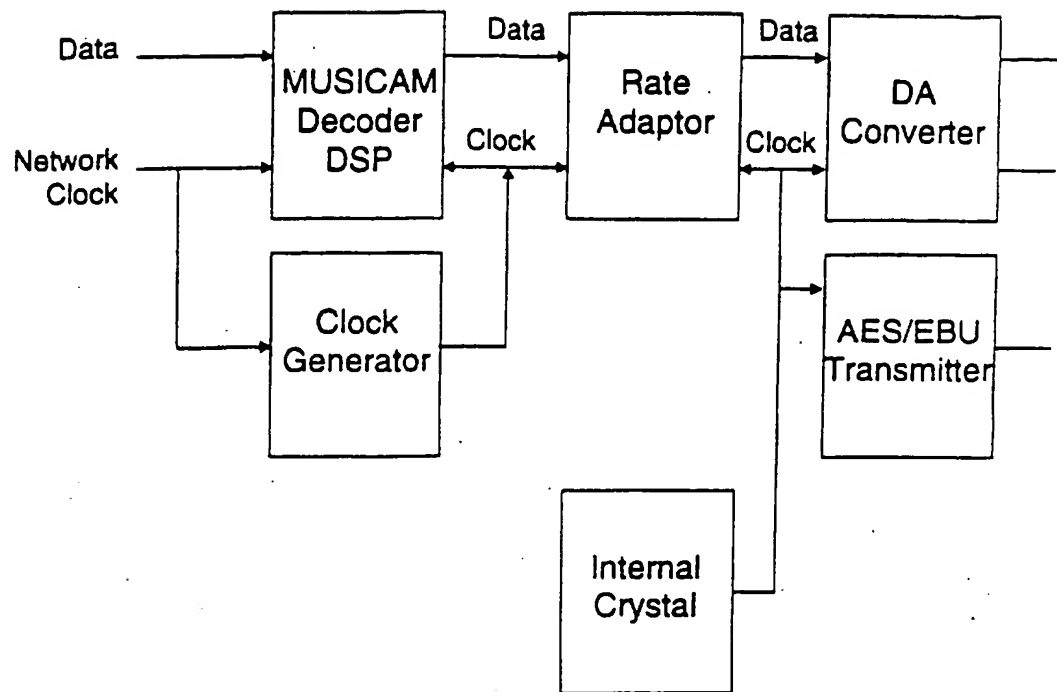 Data
MUSICAM
Decoder
DSP
Data
Rate
Adaptor
Data
DA
Converter
Network
Clock
Clock
Clock
Clock
Generator
AES/EBU
Transmitter
Internal
Crystal